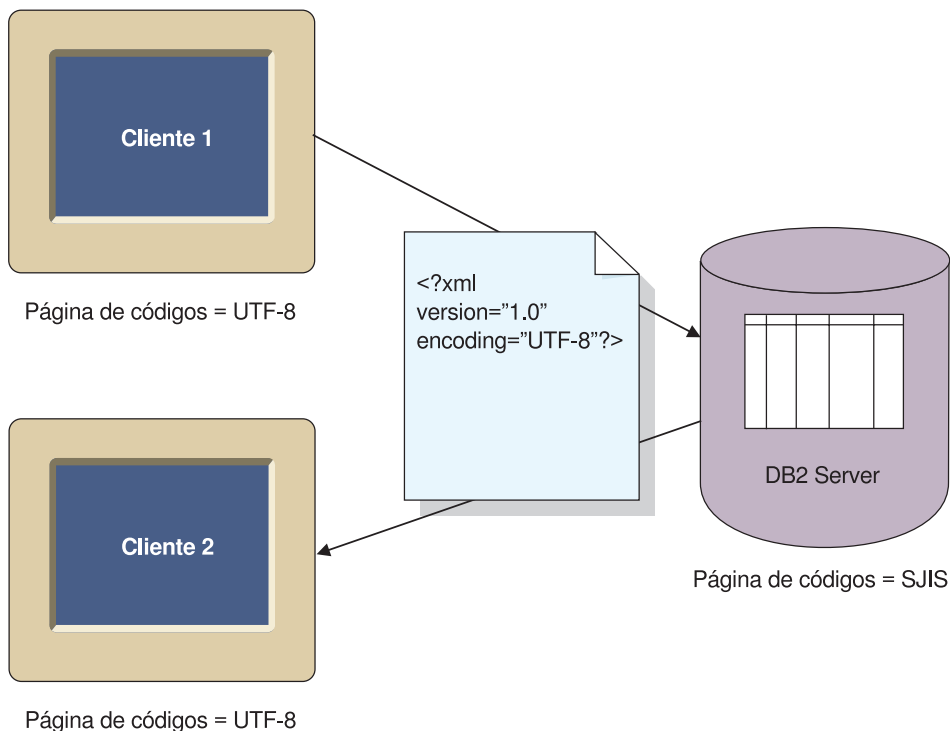 Cliente 1
Página de códigos = UTF-8
<?xml
version=”1.0”
encoding=”UTF-8”?>
DB2 Server
Página de códigos = SJIS
Cliente 2
Página de códigos = UTF-8